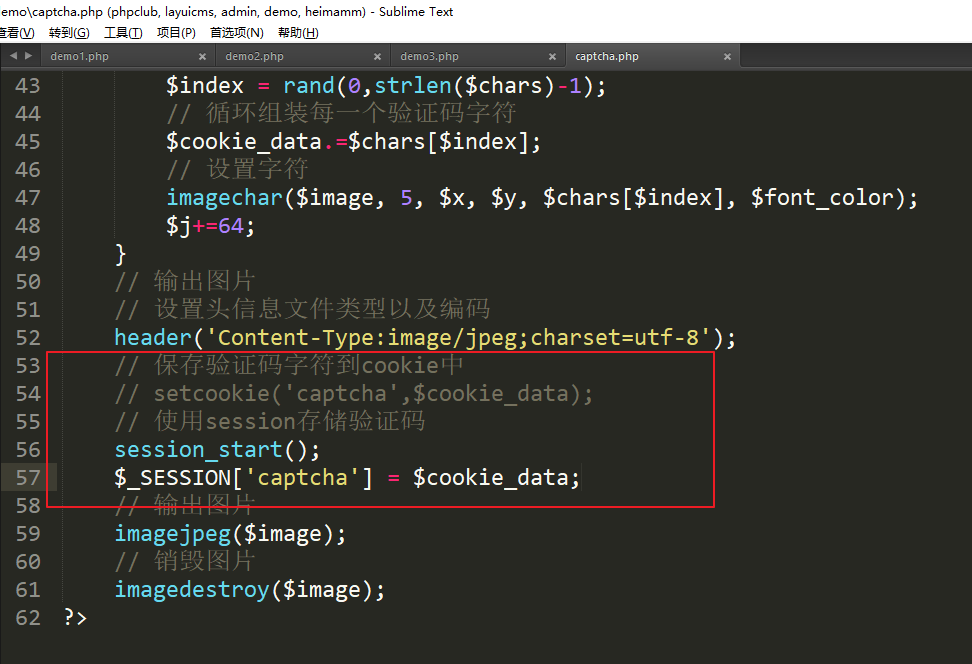 emo\captcha.php (phpclub, layuicms, admin, demo, heimamm) - Sublime Text
查看(V) 转到(G) 工具(T) 项目(P) 首选项(N) 帮助(H)
demo1.php × demo2.php × demo3.php × captcha.php ×
43 $index = rand(0,strlen($chars)-1);
44 // 循环组装每一个验证码字符
45 $cookie_data.=$chars[$index];
46 // 设置字符
47 imagechar($image, 5, $x, $y, $chars[$index], $font_color);
48 $j+=64;
49 }
50 // 输出图片
51 // 设置头信息文件类型以及编码
52 header('Content-Type:image/jpeg;charset=utf-8');
53 // 保存验证码字符到cookie中
54 // setcookie('captcha',$cookie_data);
55 // 使用session存储验证码
56 session_start();
57 $_SESSION['captcha'] = $cookie_data;
58 // 输出图片
59 imagejpeg($image);
60 // 销毁图片
61 imagedestroy($image);
62 ?>